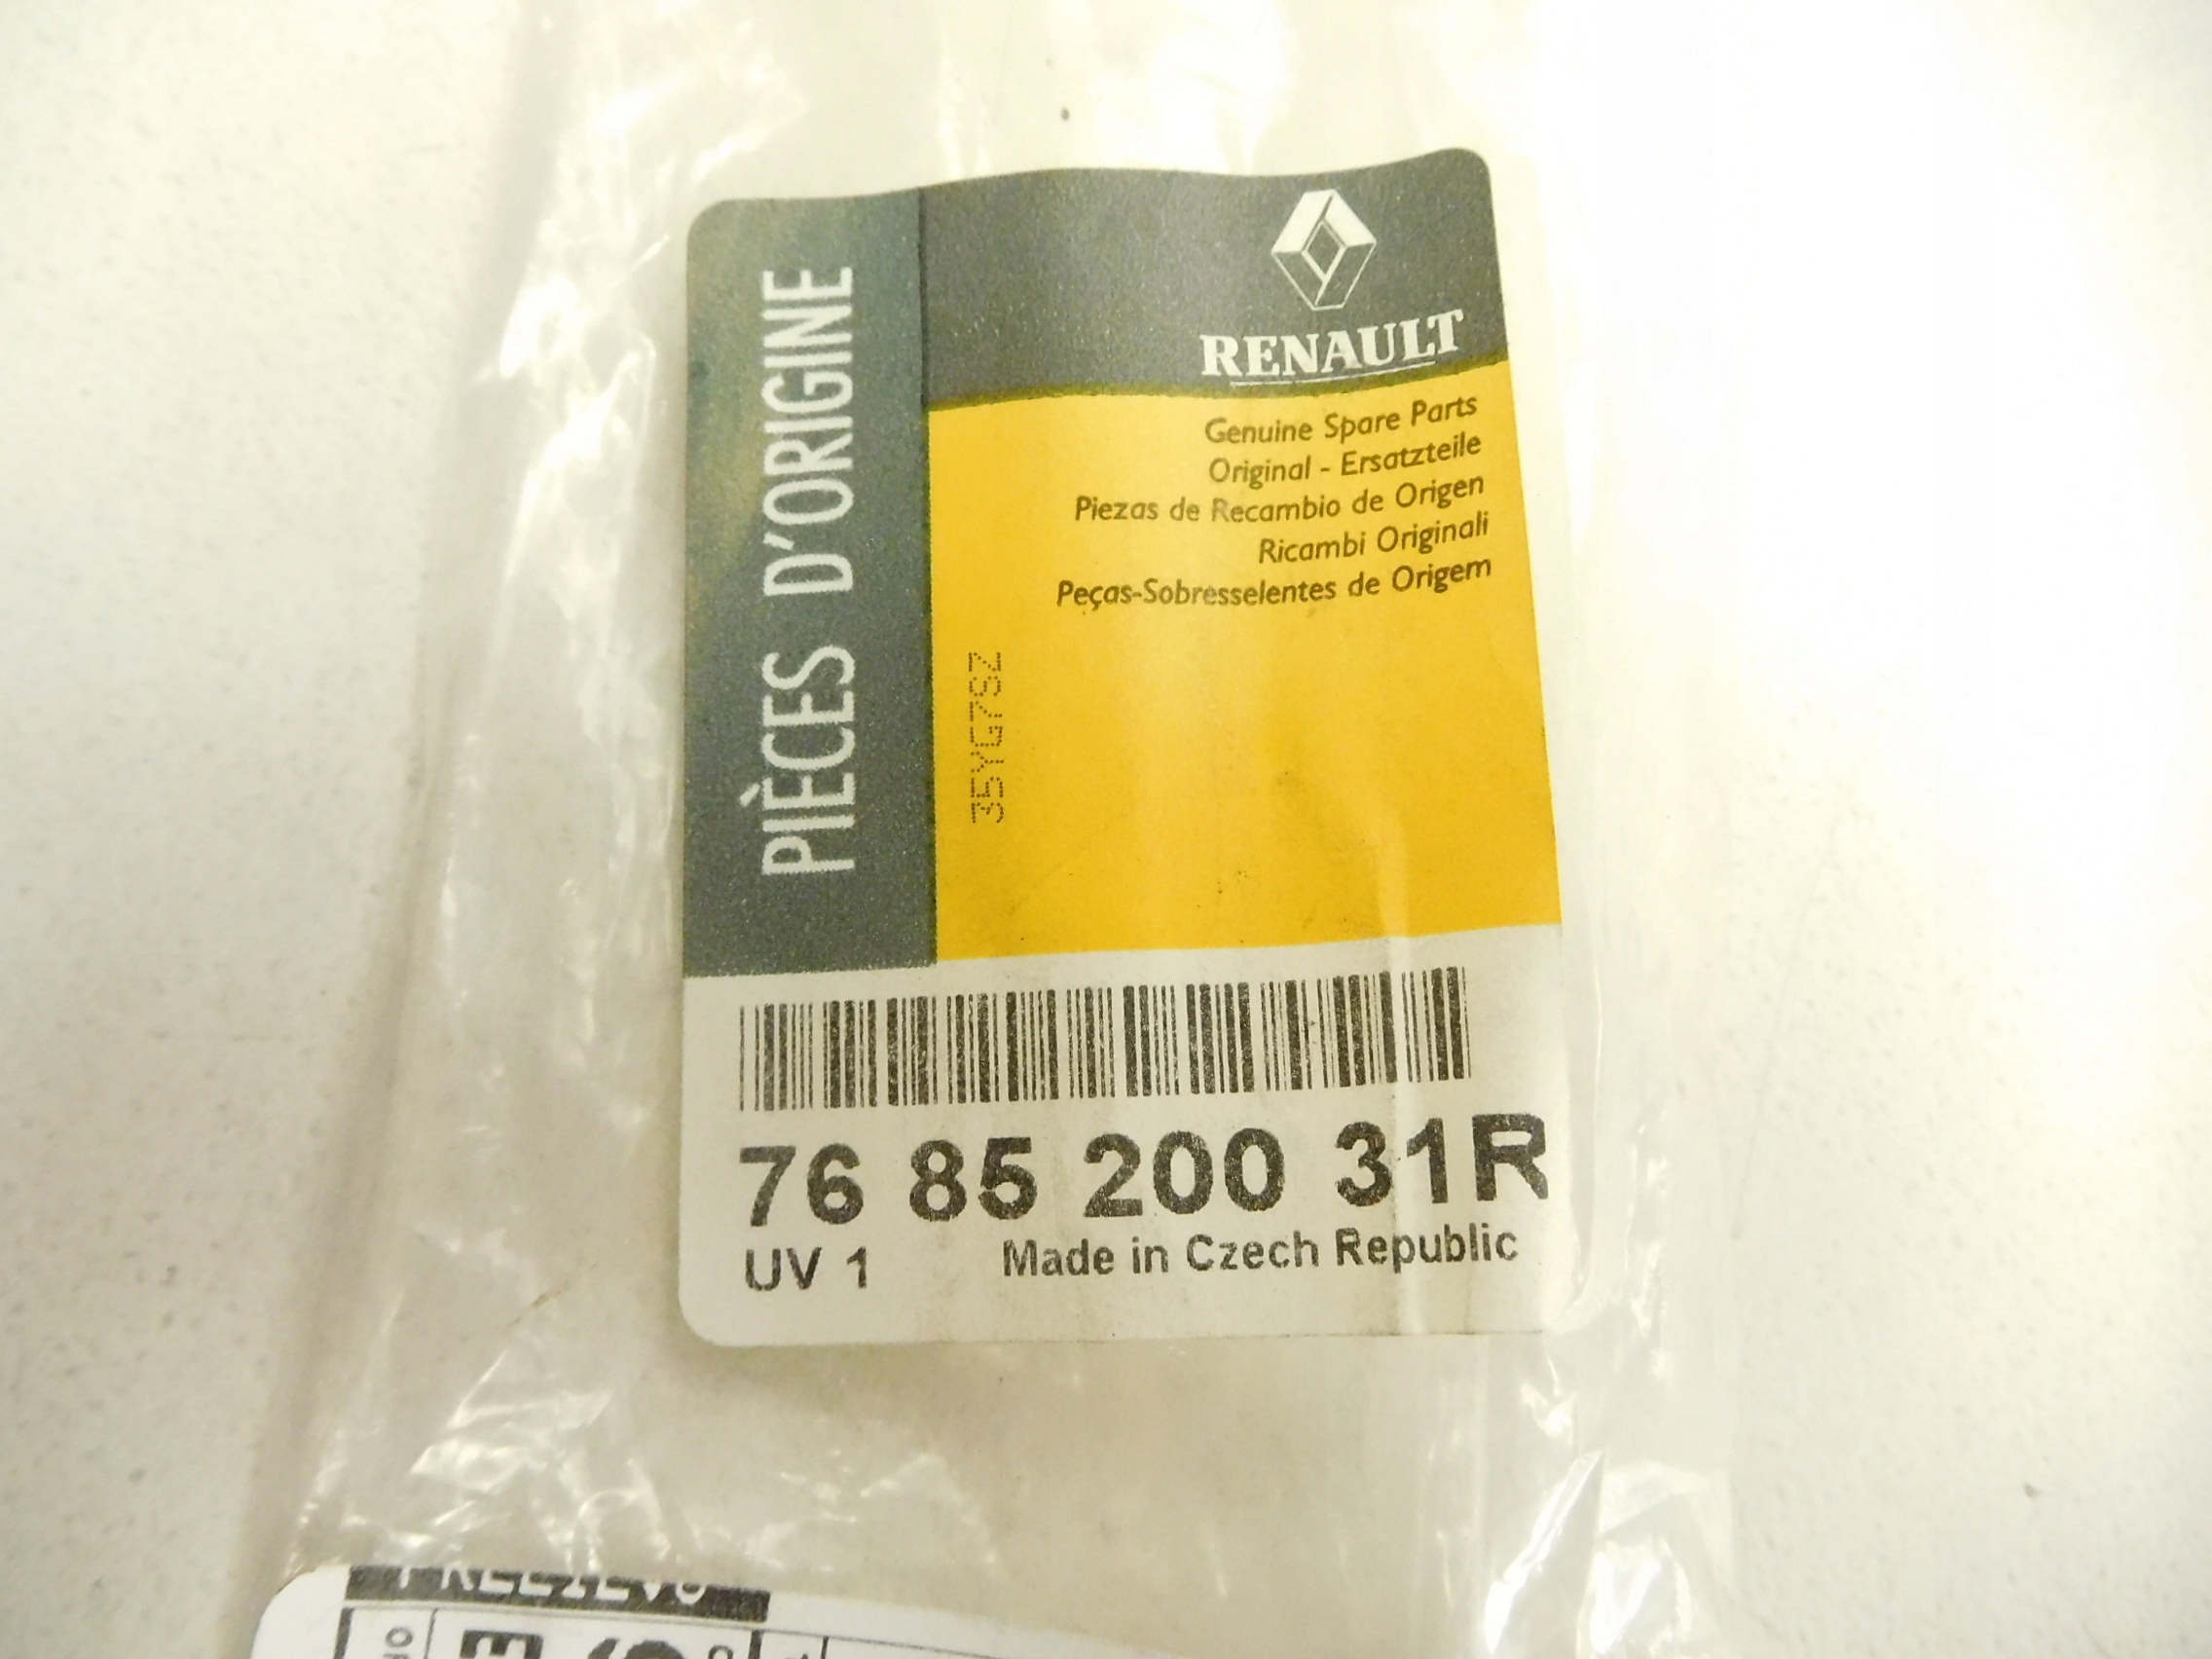 PIÈCES D'ORIGINE
RENAULT
Genuine Spare Parts
Original - Ersatzteile
Piezas de Recambio de Origen
Ricambi Originali
Peças-Sobresselentes de Origem
35YG7SZ
76 85 200 31R
UV 1 Made in Czech Republic
PRELIEVO